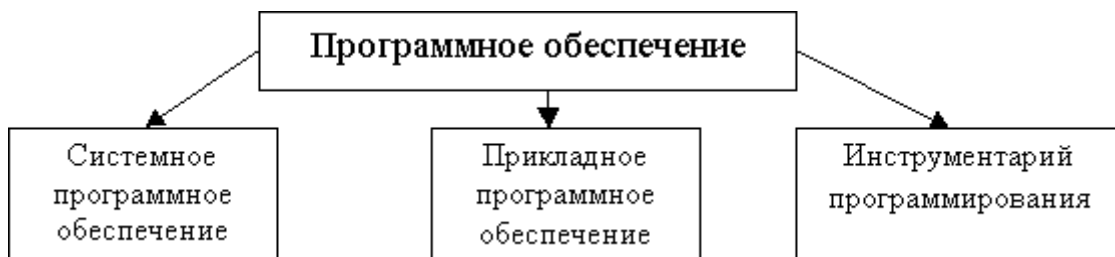 Программное обеспечение
Системное
программное
обеспечение
Прикладное
программное
обеспечение
Инструментарий
программирования